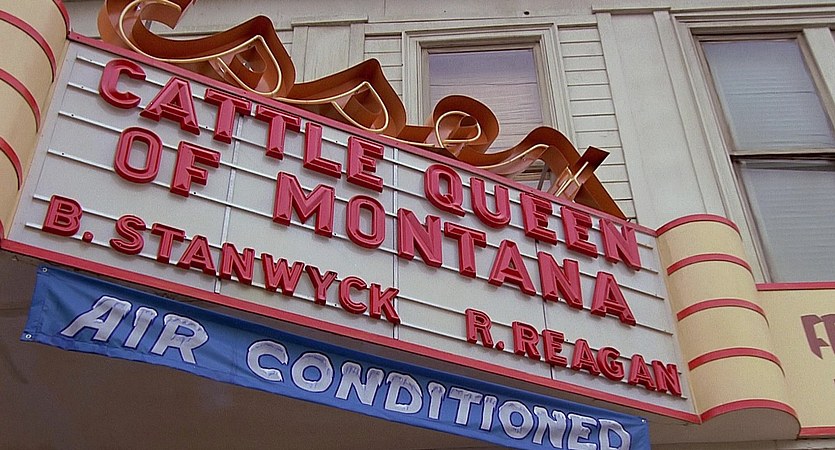 CATTLE QUEEN
OF MONTANA
B. STANWYCK R. REAGAN
AIR CONDITIONED